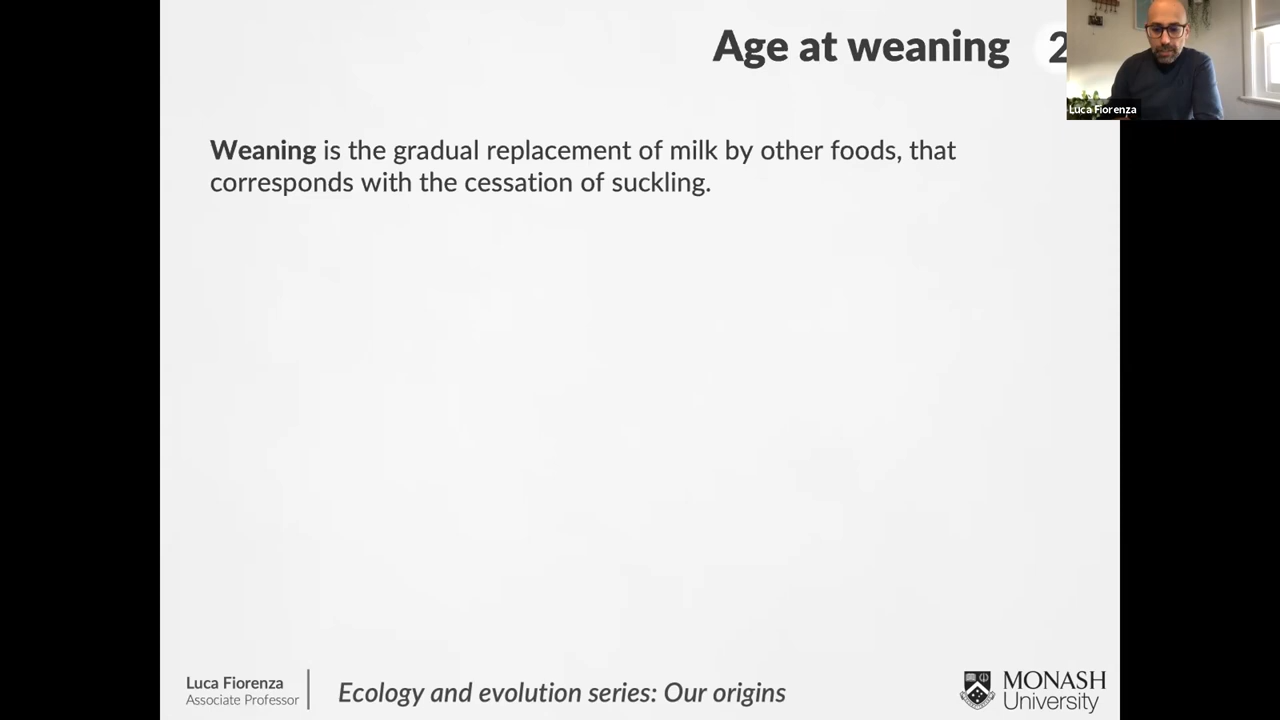 Age at weaning 2
Luca Fiorenza
Weaning is the gradual replacement of milk by other foods, that
corresponds with the cessation of suckling.
Luca Fiorenza
Associate Professor
Ecology and evolution series: Our origins
MONASH
University